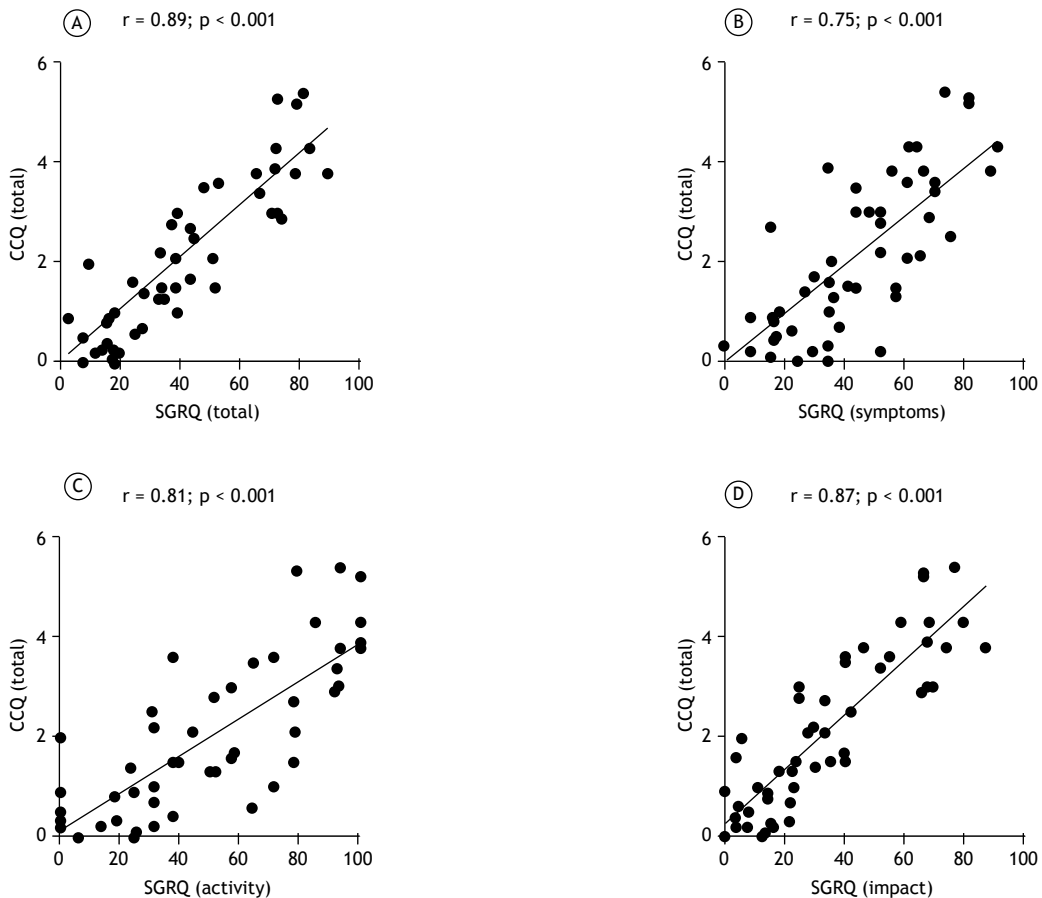 A r = 0.89; p < 0.001
6
4
2
0
CCQ (total)
0 20 40 60 80 100
SGRQ (total)
B r = 0.75; p < 0.001
6
4
2
0
CCQ (total)
0 20 40 60 80 100
SGRQ (symptoms)
C r = 0.81; p < 0.001
6
4
2
0
CCQ (total)
0 20 40 60 80 100
SGRQ (activity)
D r = 0.87; p < 0.001
6
4
2
0
CCQ (total)
0 20 40 60 80 100
SGRQ (impact)